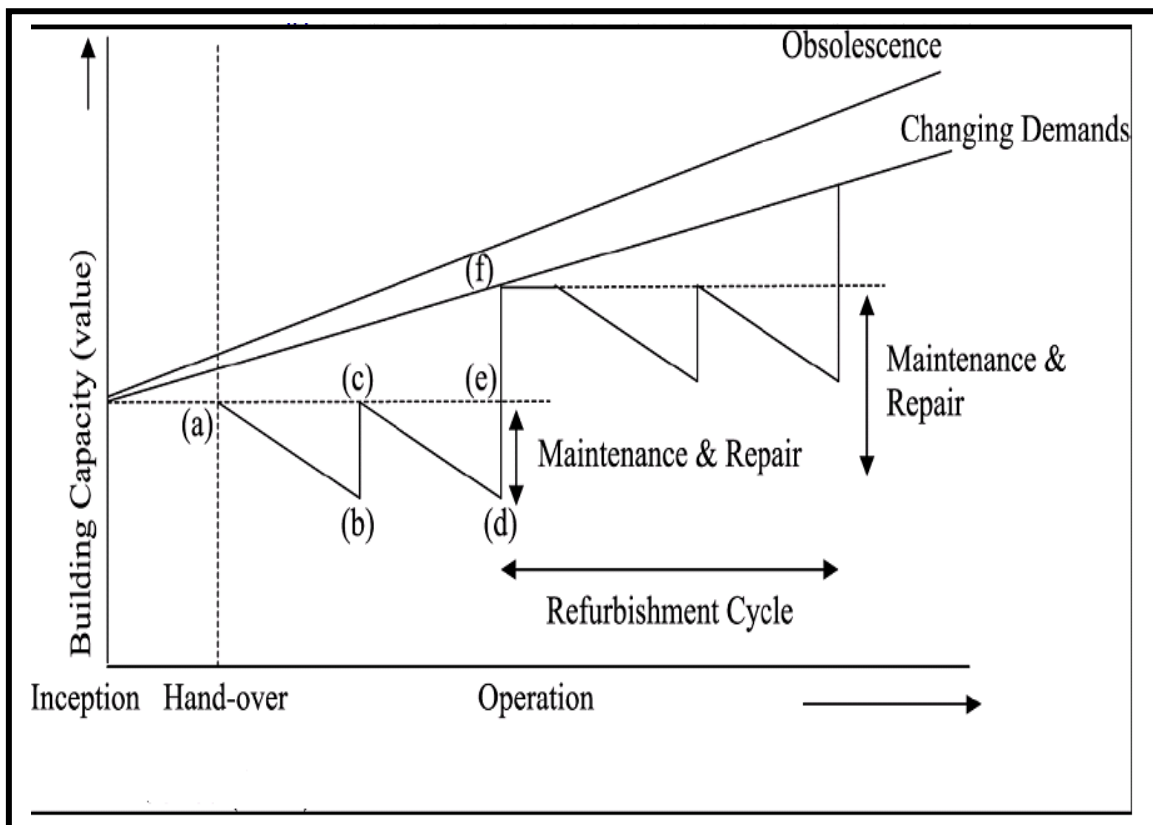 Obsolescence
Changing Demands
Building Capacity (value)
(f)
(c)
(e)
(a)
Maintenance &
Repair
Maintenance & Repair
(b)
(d)
Refurbishment Cycle
Inception
Hand-over
Operation